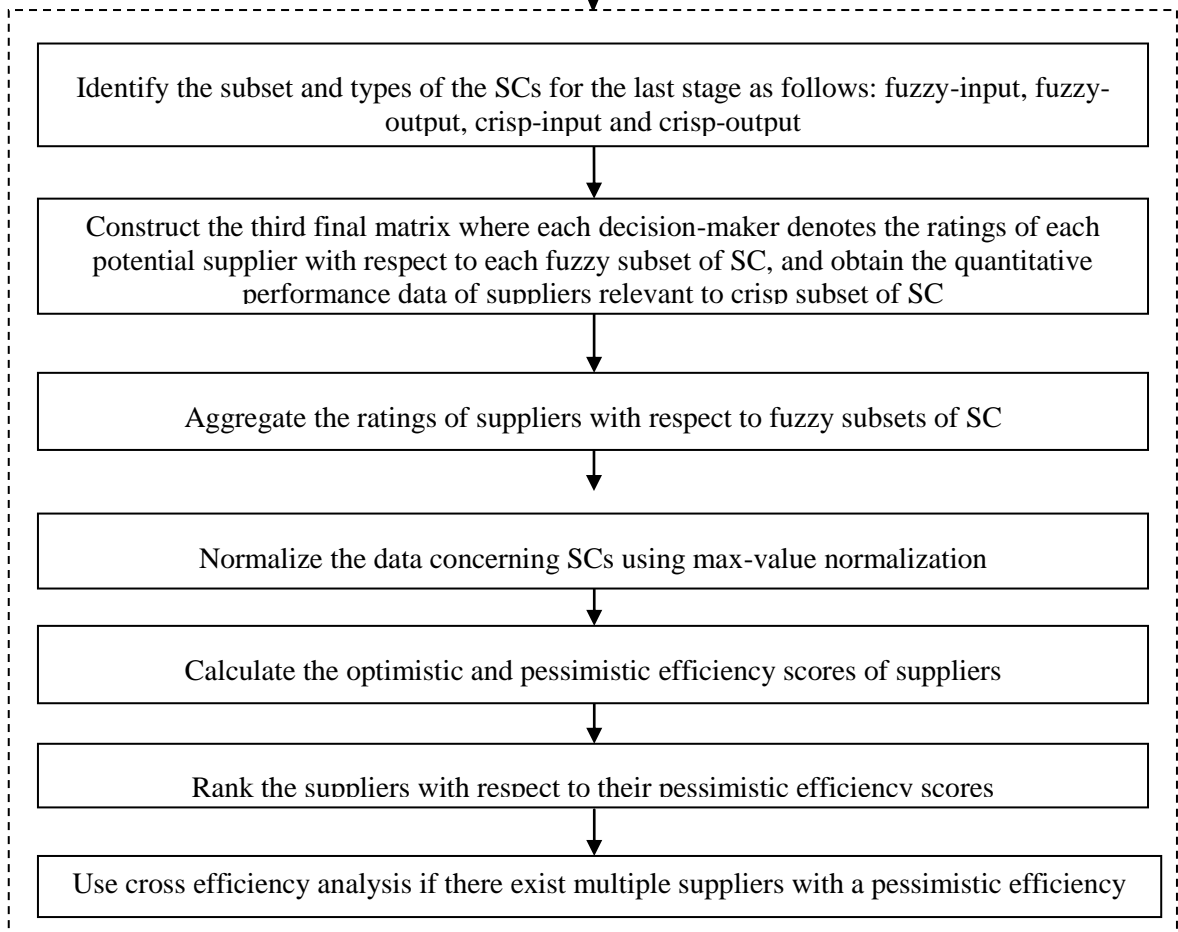 Identify the subset and types of the SCs for the last stage as follows: fuzzy-input, fuzzy-
output, crisp-input and crisp-output
Construct the third final matrix where each decision-maker denotes the ratings of each
potential supplier with respect to each fuzzy subset of SC, and obtain the quantitative
performance data of suppliers relevant to crisp subset of SC
Aggregate the ratings of suppliers with respect to fuzzy subsets of SC
Normalize the data concerning SCs using max-value normalization
Calculate the optimistic and pessimistic efficiency scores of suppliers
Rank the suppliers with respect to their pessimistic efficiency scores
Use cross efficiency analysis if there exist multiple suppliers with a pessimistic efficiency